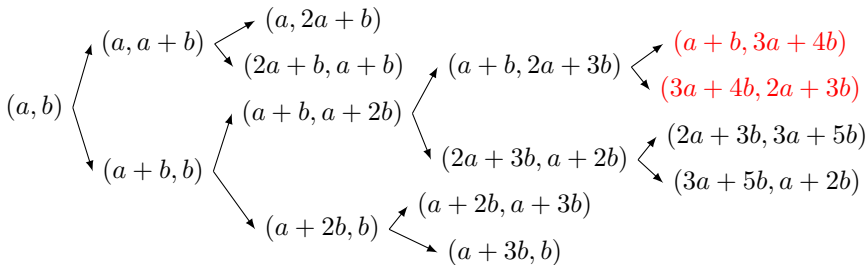 (a, 2a + b)
(a, a + b)
(a + b, 3a + 4b)
(2a + b, a + b)
(a + b, 2a + 3b)
(3a + 4b, 2a + 3b)
(a, b)
(a + b, a + 2b)
(2a + 3b, 3a + 5b)
(2a + 3b, a + 2b)
(a + b, b)
(3a + 5b, a + 2b)
(a + 2b, a + 3b)
(a + 2b, b)
(a + 3b, b)